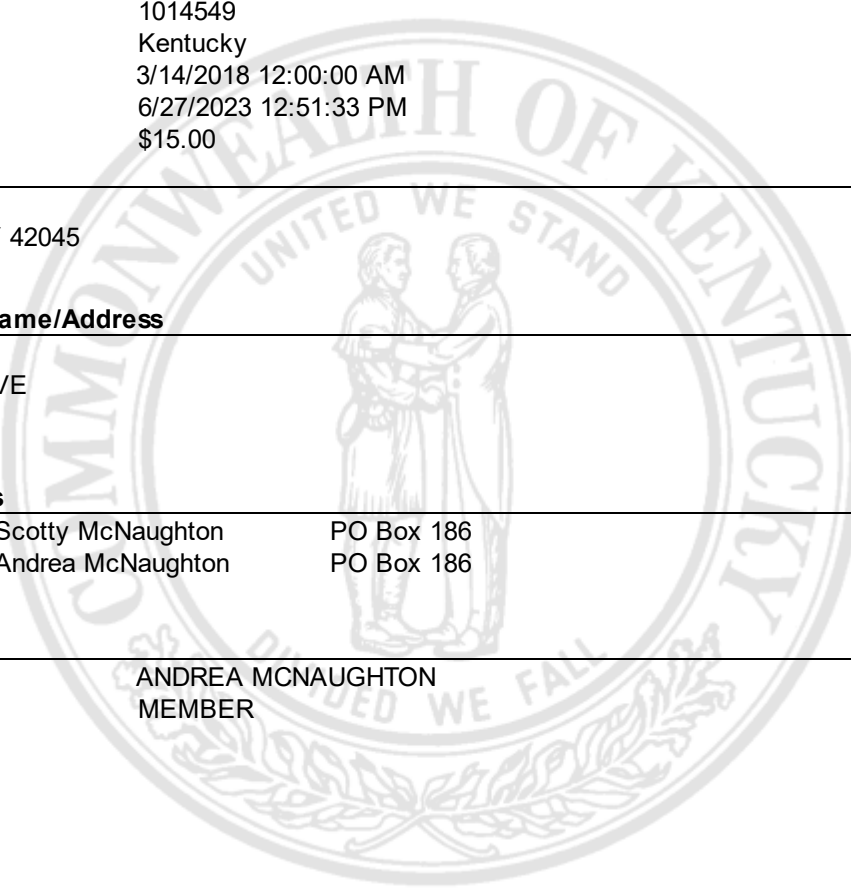 1014549
Kentucky
3/14/2018 12:00:00 AM
6/27/2023 12:51:33 PM
$15.00
42045
ame/Address
VE
s
Scotty McNaughton PO Box 186
Andrea McNaughton PO Box 186
ANDREA MCNAUGHTON
MEMBER
COMMONWEALTH OF KENTUCKY
UNITED WE STAND
DIVIDED WE FALL